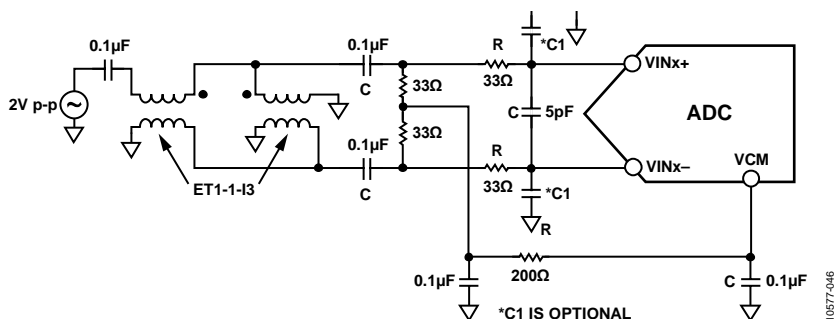 0.1µF
2V p-p
ET1-1-I3
0.1µF
C
33Ω
33Ω
0.1µF
C
R
33Ω
*C1
C
5pF
R
33Ω
*C1
R
VINx+
ADC
VINx–
VCM
0.1µF
200Ω
C
0.1µF
*C1 IS OPTIONAL
10577-046